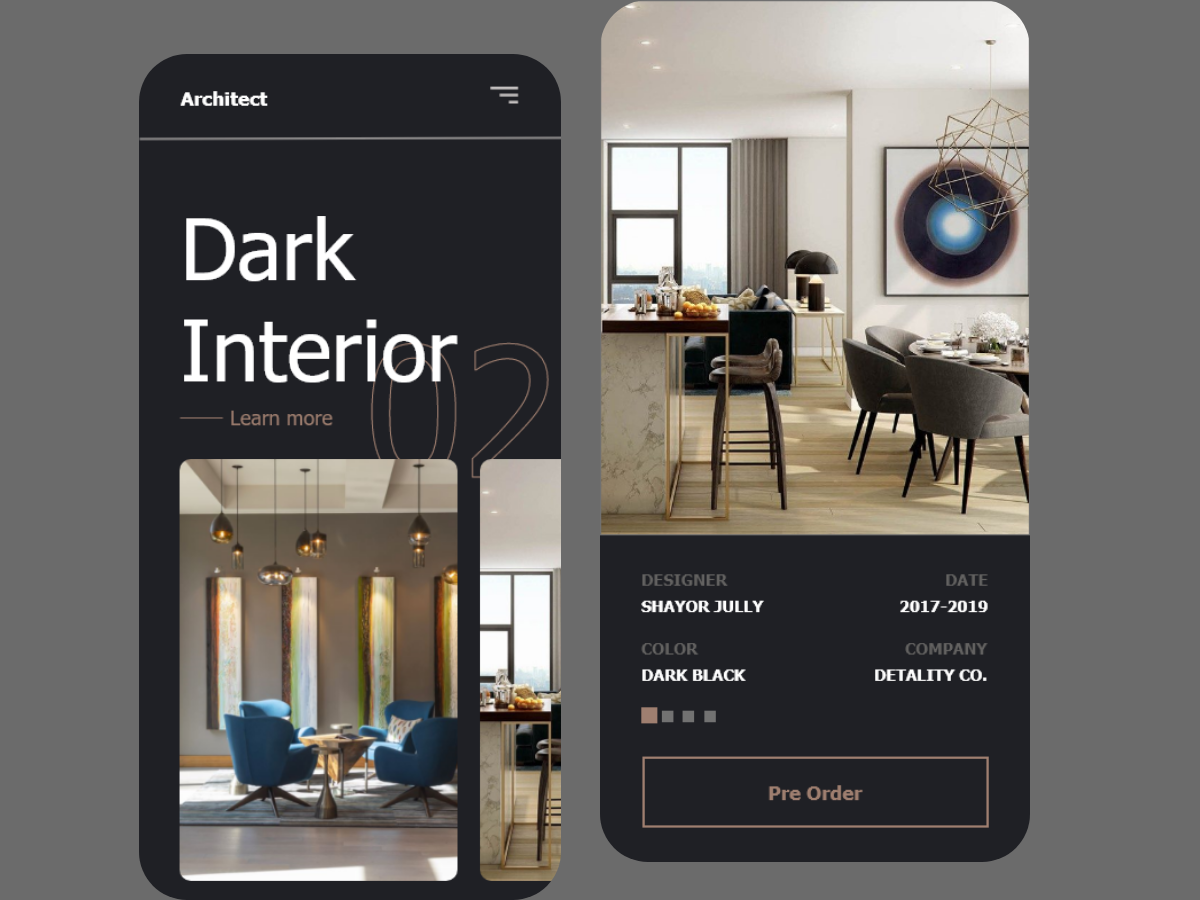 Architect
Dark
Interior
02
Learn more
DESIGNER
DATE
SHAYOR JULLY
2017-2019
COLOR
COMPANY
DARK BLACK
DETALITY CO.
Pre Order